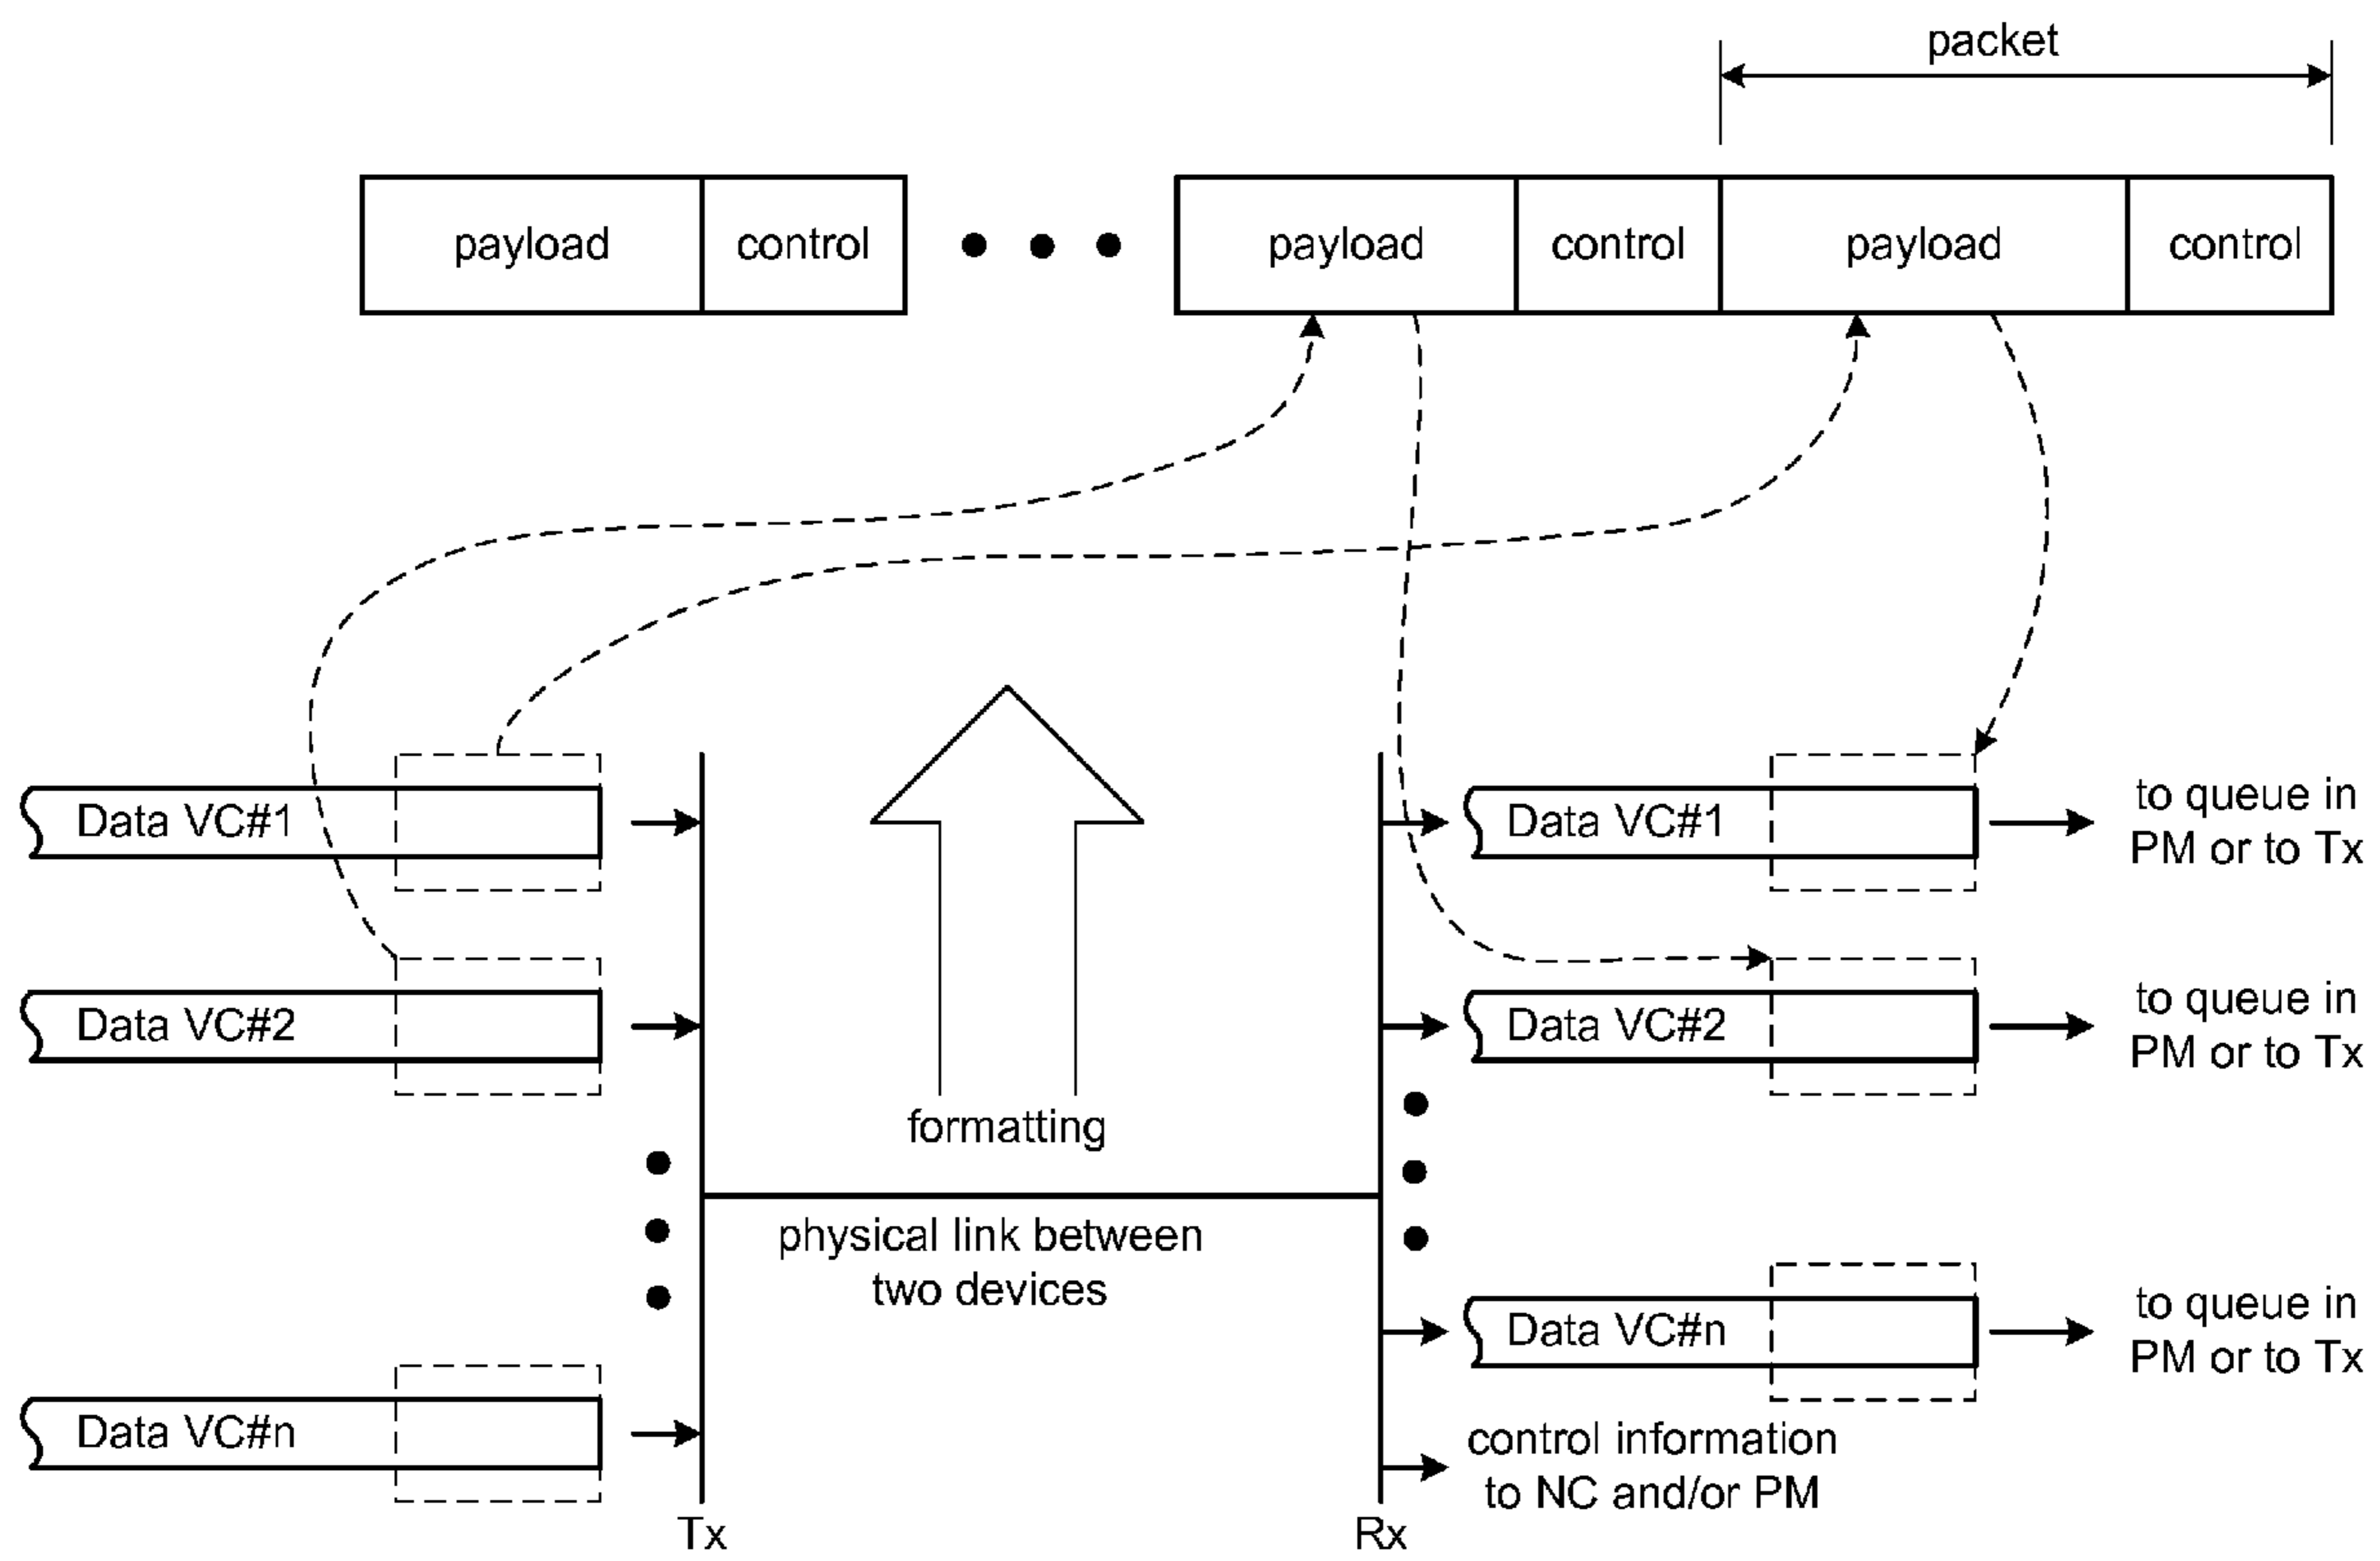 packet
payload control payload control payload control
Data VC#1
Data VC#1
to queue in
PM or to Tx
Data VC#2
Data VC#2
to queue in
PM or to Tx
formatting
physical link between
two devices
Data VC#n
to queue in
PM or to Tx
Data VC#n
control information
to NC and/or PM
Tx
Rx